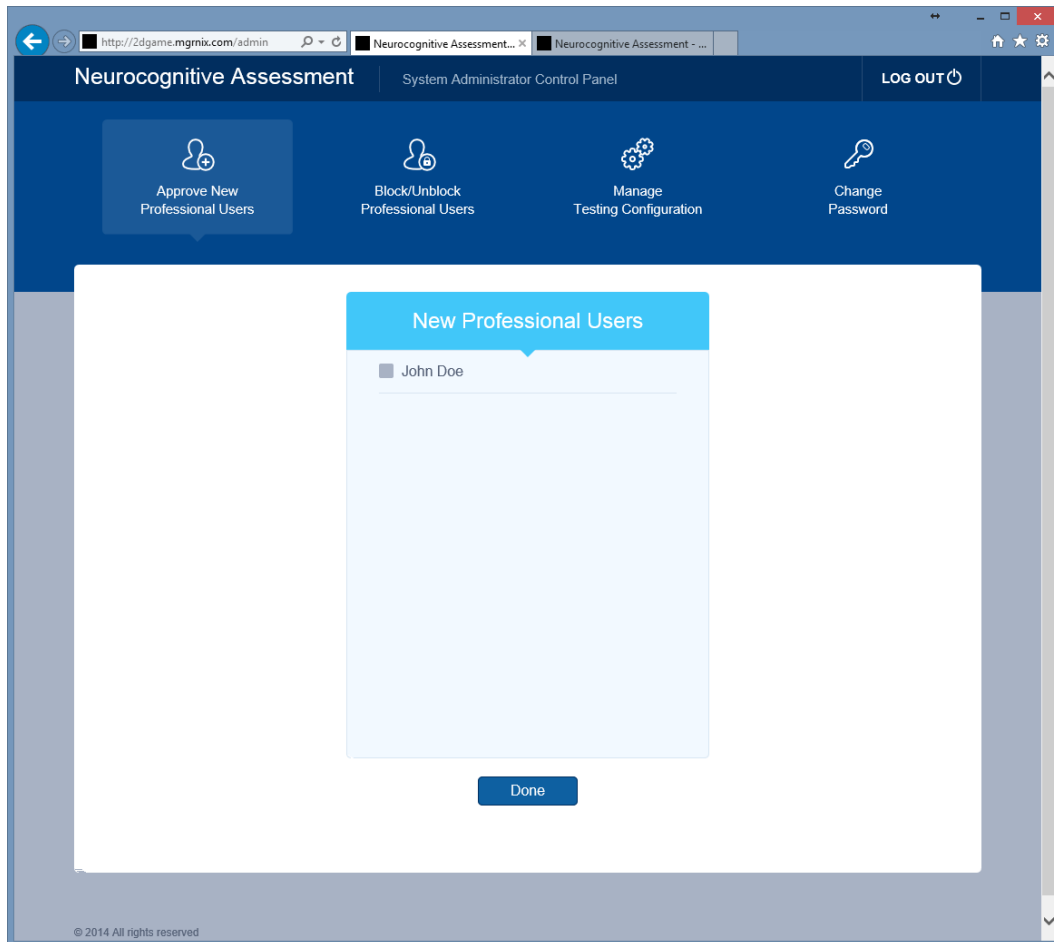 http://2dgame.mgrnix.com/admin
Neurocognitive Assessment...
Neurocognitive Assessment - ...
Neurocognitive Assessment
System Administrator Control Panel
LOG OUT
Approve New
Professional Users
Block/Unblock
Professional Users
Manage
Testing Configuration
Change
Password
New Professional Users
John Doe
Done
© 2014 All rights reserved